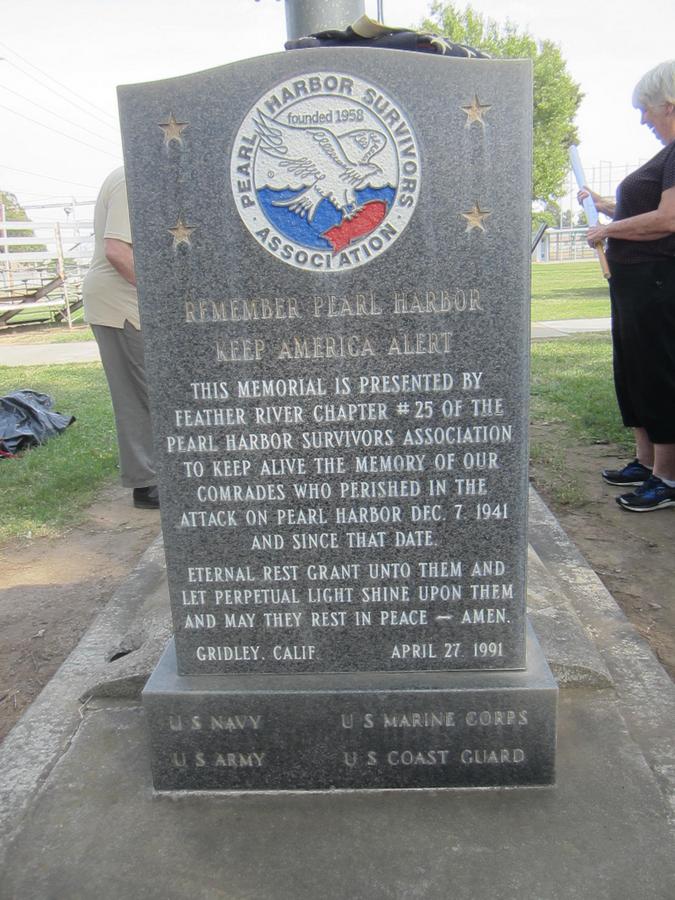 PEARL HARBOR SURVIVORS
founded 1958
ASSOCIATION
REMEMBER PEARL HARBOR
KEEP AMERICA ALERT
THIS MEMORIAL IS PRESENTED BY
FEATHER RIVER CHAPTER #25 OF THE
PEARL HARBOR SURVIVORS ASSOCIATION
TO KEEP ALIVE THE MEMORY OF OUR
COMRADES WHO PERISHED IN THE
ATTACK ON PEARL HARBOR DEC. 7, 1941
AND SINCE THAT DATE.
ETERNAL REST GRANT UNTO THEM AND
LET PERPETUAL LIGHT SHINE UPON THEM
AND MAY THEY REST IN PEACE — AMEN.
GRIDLEY, CALIF. APRIL 27, 1991
U S NAVY U S MARINE CORPS
U S ARMY U S COAST GUARD